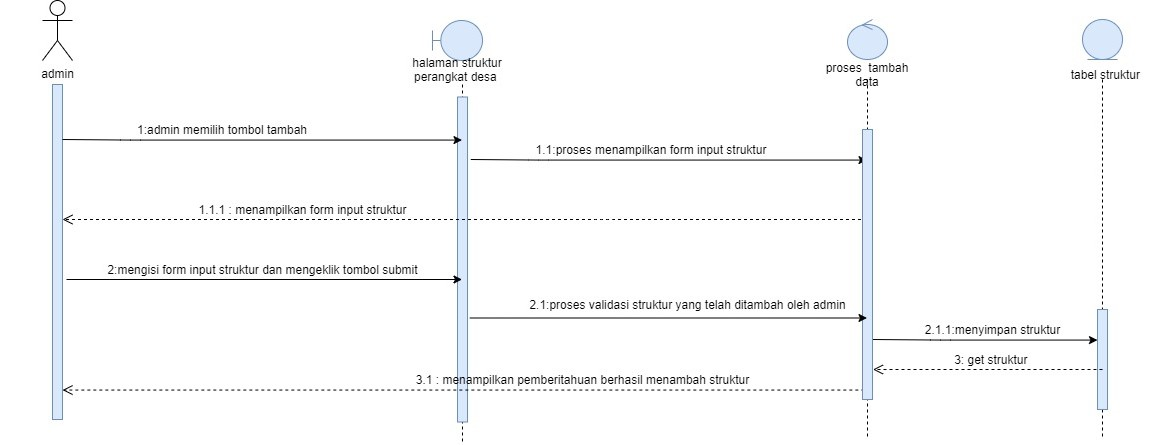 admin
halaman struktur
perangkat desa
proses tambah
data
tabel struktur
1:admin memilih tombol tambah
1.1:proses menampilkan form input struktur
1.1.1 : menampilkan form input struktur
2:mengisi form input struktur dan mengeklik tombol submit
2.1:proses validasi struktur yang telah ditambah oleh admin
2.1.1:menyimpan struktur
3: get struktur
3.1 : menampilkan pemberitahuan berhasil menambah struktur